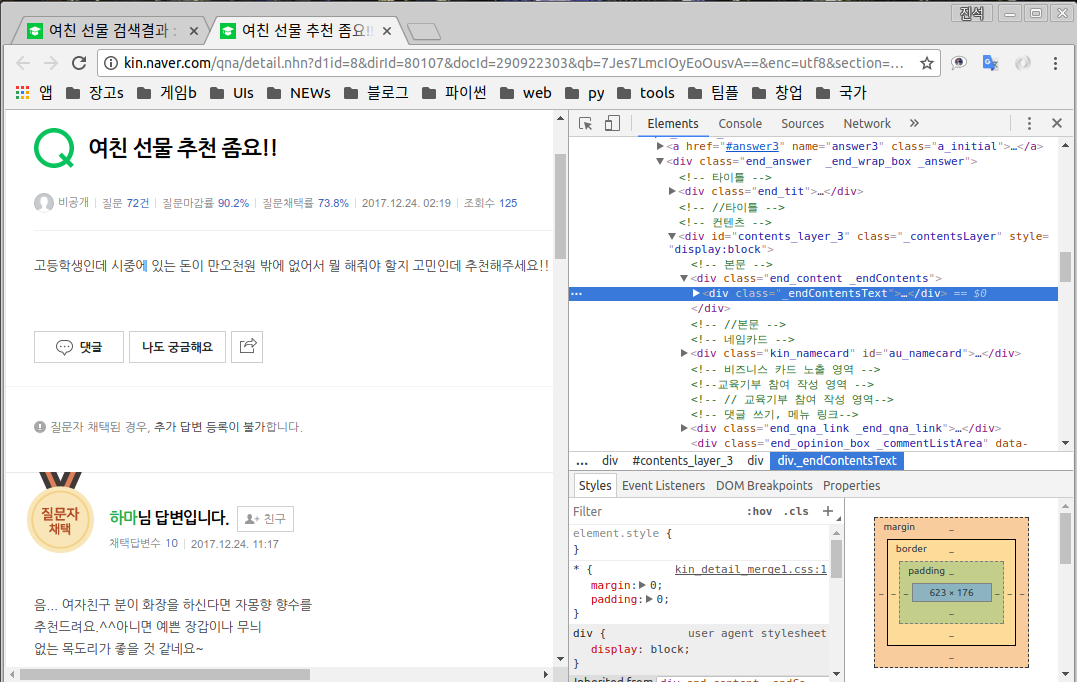 진석
여친 선물 검색결과 :
여친 선물 추천 좀요!!
kin.naver.com/qna/detail.nhn?d1id=8&dirId=80107&docId=290922303&qb=7Jes7LmcIOyEoOusvA==&enc=utf8&section=...
앱 장고s 게임b UIs NEWs 블로그 파이썬 web py tools 팀플 창업 국가
여친 선물 추천 좀요!!
비공개 질문 72건 질문마감률 90.2% 질문채택률 73.8% 2017.12.24. 02:19 조회수 125
고등학생인데 시중에 있는 돈이 만오천원 밖에 없어서 뭘 해줘야 할지 고민인데 추천해주세요!!
댓글 나도 궁금해요
질문자 채택된 경우, 추가 답변 등록이 불가합니다.
질문자
채택
하마님 답변입니다. 친구
채택답변수 10 2017.12.24. 11:17
음... 여자친구 분이 화장을 하신다면 자몽향 향수를
추천드려요.^^아니면 예쁜 장갑이나 무늬
없는 목도리가 좋을 것 같네요~
Elements Console Sources Network »
<a href="#answer3" name="answer3" class="a_initial">…</a>
<div class="end_answer  _end_wrap_box _answer">
<!-- 타이틀 -->
<div class="end_tit">…</div>
<!-- //타이틀 -->
<!-- 컨텐츠 -->
<div id="contents_layer_3" class="_contentsLayer" style=
"display:block">
<!-- 본문 -->
<div class="end_content _endContents">
... <div class="_endContentsText">…</div> == $0
</div>
<!-- //본문 -->
<!-- 네임카드 -->
<div class="kin_namecard" id="au_namecard">…</div>
<!-- 비즈니스 카드 노출 영역 -->
<!--교육기부 참여 작성 영역 -->
<!-- // 교육기부 참여 작성 영역-->
<!-- 댓글 쓰기, 메뉴 링크-->
<div class="end_qna_link _end_qna_link">…</div>
<div class="end_opinion_box _commentListArea" data-
... div #contents_layer_3 div div._endContentsText
Styles Event Listeners DOM Breakpoints Properties
Filter :hov .cls +
element.style {
}
* { kin_detail_merge1.css:1
margin: 0;
padding: 0;
}
div { user agent stylesheet
display: block;
}
Inherited from div.end_content._endCo…
margin –
border –
padding –
– – – 623 × 176 – – –
–
–
–